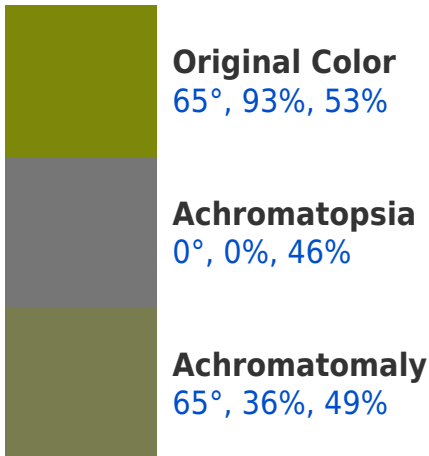 Original Color
65°, 93%, 53%
Achromatopsia
0°, 0%, 46%
Achromatomaly
65°, 36%, 49%